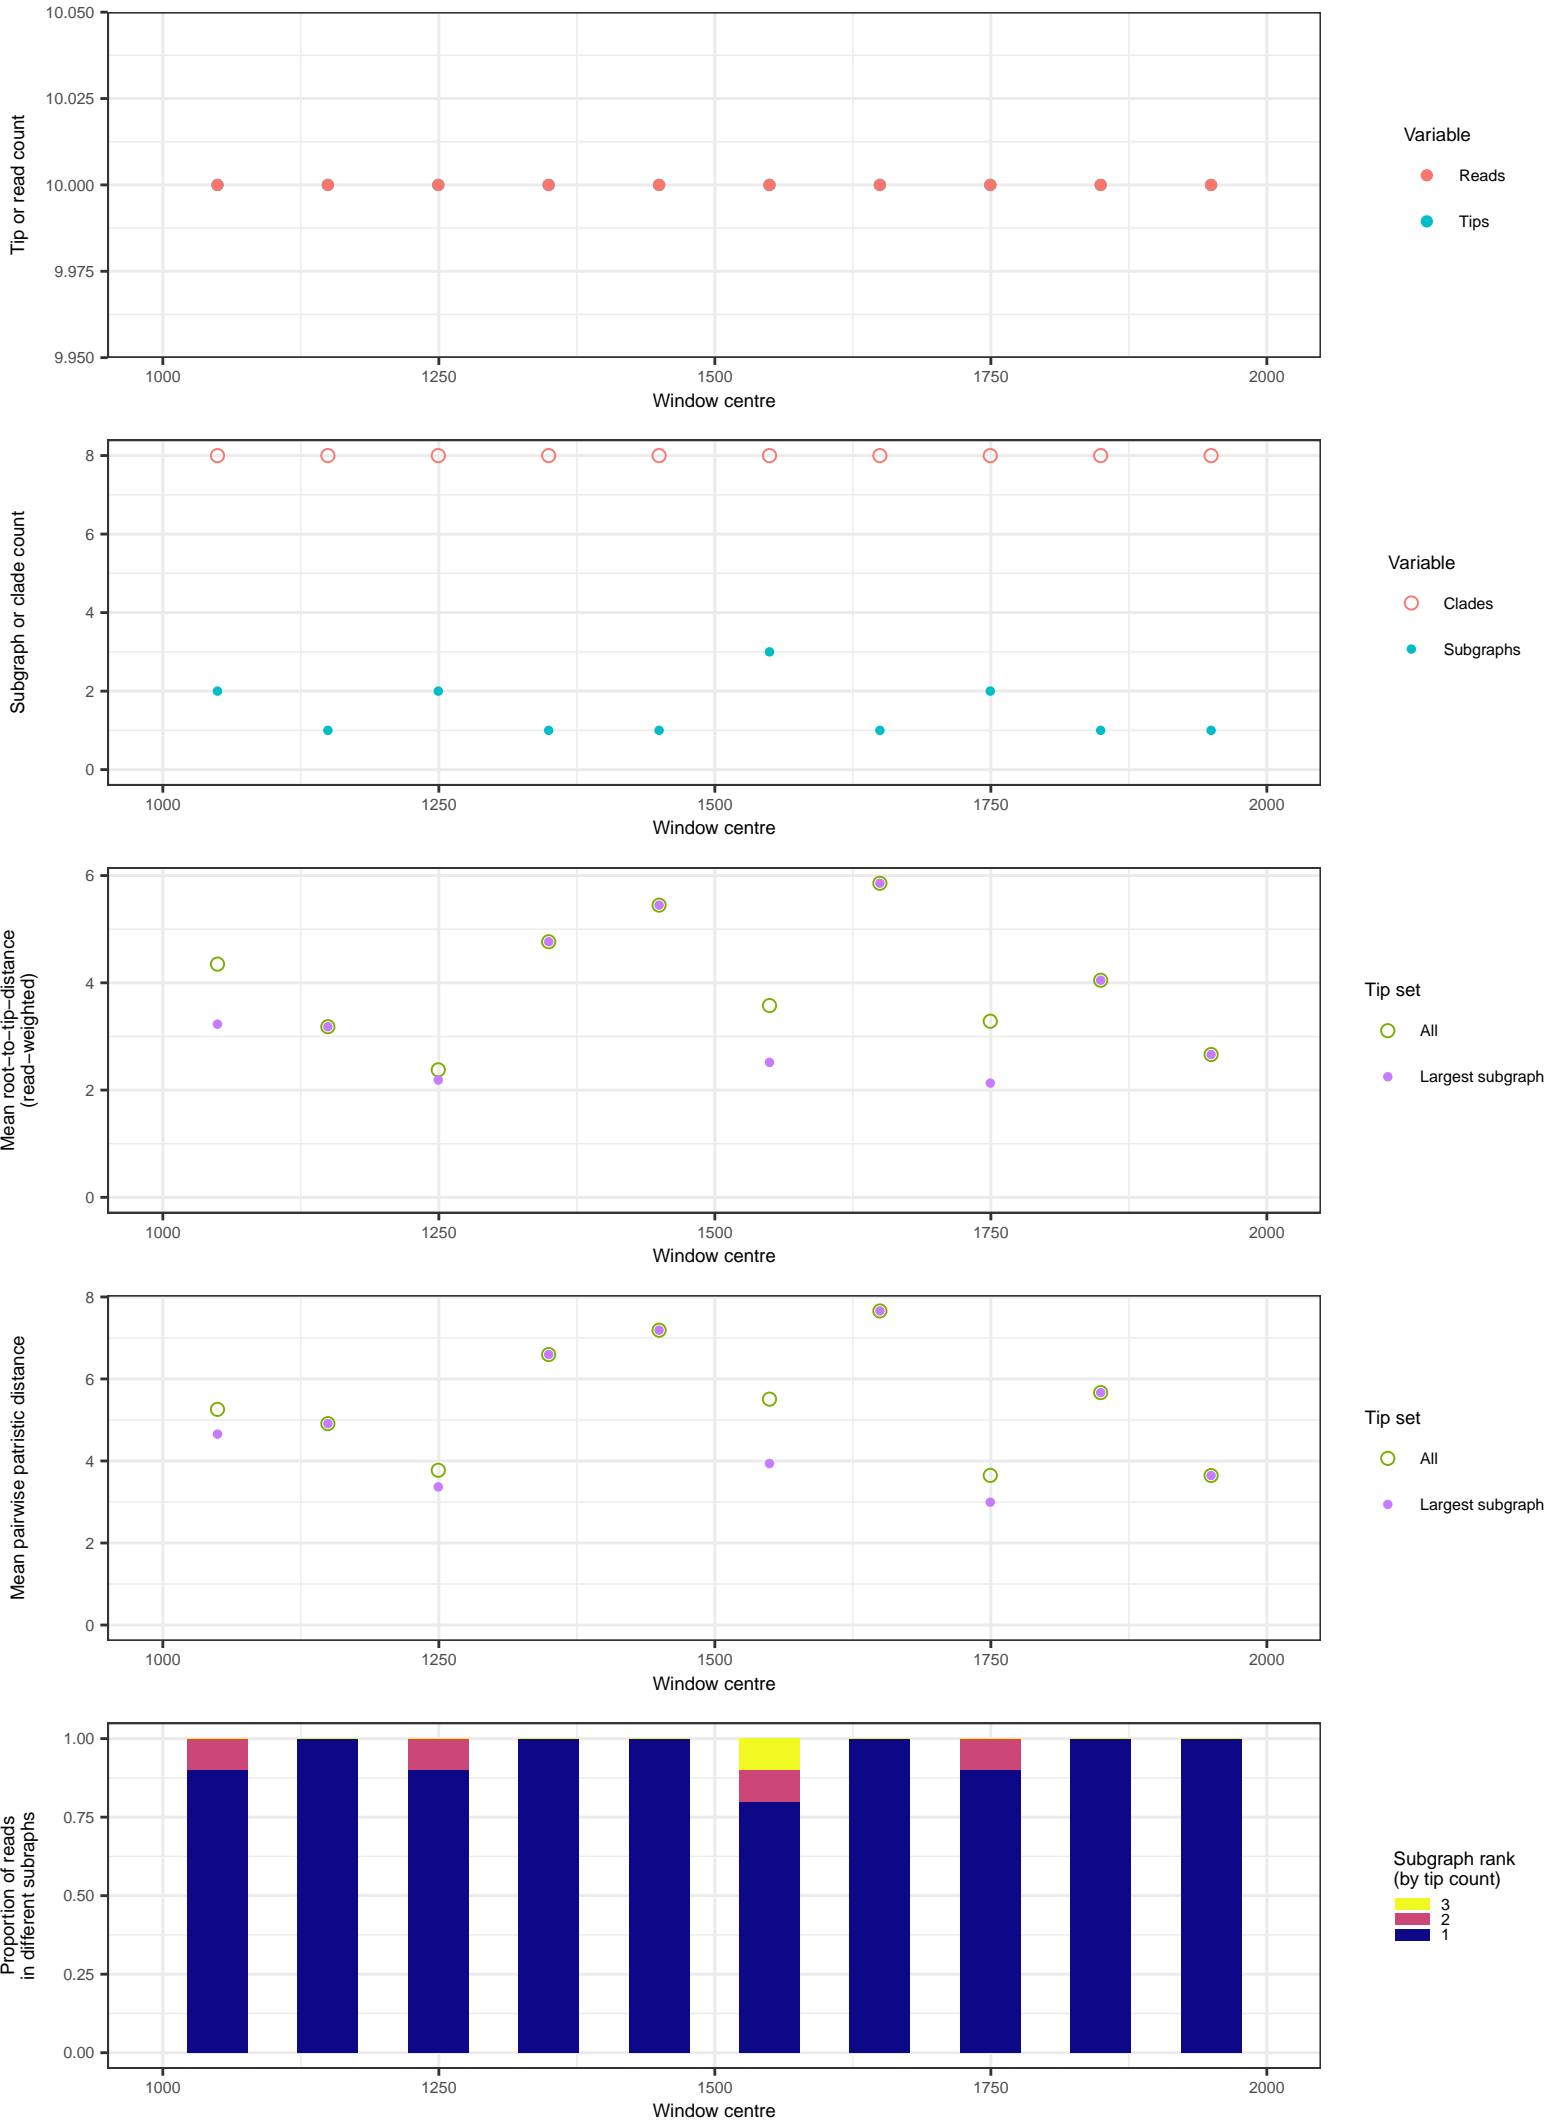 10.050
10.025
10.000
9.975
9.950
Tip or read count
1000 1250 1500 1750 2000
Window centre
Variable
Reads
Tips
8
6
4
2
0
Subgraph or clade count
1000 1250 1500 1750 2000
Window centre
Variable
Clades
Subgraphs
6
4
2
0
Mean root−to−tip−distance
(read−weighted)
1000 1250 1500 1750 2000
Window centre
Tip set
All
Largest subgraph
8
6
4
2
0
Mean pairwise patristic distance
1000 1250 1500 1750 2000
Window centre
Tip set
All
Largest subgraph
1.00
0.75
0.50
0.25
0.00
Proportion of reads
in different subraphs
1000 1250 1500 1750 2000
Window centre
Subgraph rank
(by tip count)
3
2
1